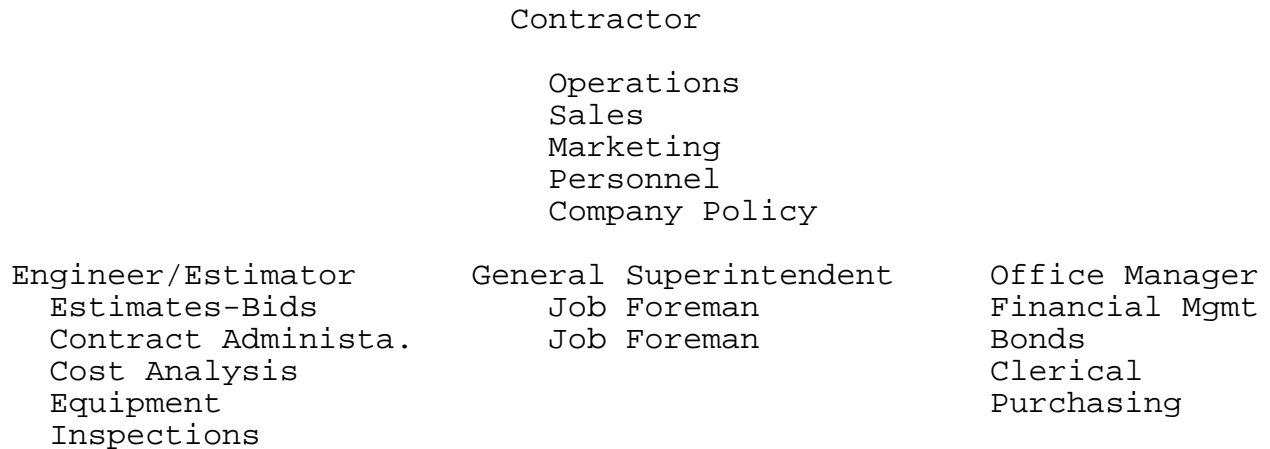 Contractor
Operations
Sales
Marketing
Personnel
Company Policy
Engineer/Estimator General Superintendent Office Manager
Estimates-Bids Job Foreman Financial Mgmt
Contract Administa. Job Foreman Bonds
Cost Analysis Clerical
Equipment Purchasing
Inspections